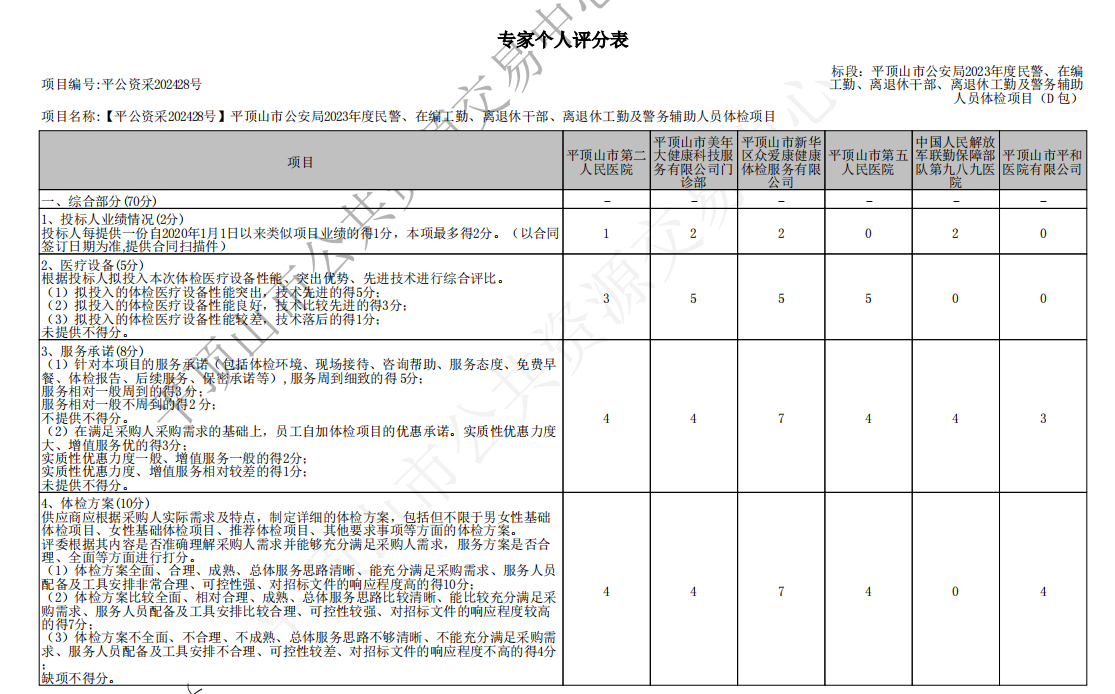 专家个人评分表
项目编号:平公资采202428号
标段：平顶山市公安局2023年度民警、在编
工勤、离退休干部、离退休工勤及警务辅助
人员体检项目（D包）
项目名称:【平公资采202428号】平顶山市公安局2023年度民警、在编工勤、离退休干部、离退休工勤及警务辅助人员体检项目
项目
平顶山市第二
人民医院
平顶山市美年
大健康科技服
务有限公司门
诊部
平顶山市新华
区众爱康健康
体检服务有限
公司
平顶山市第五
人民医院
中国人民解放
军联勤保障部
队第九八九医
院
平顶山市平和
医院有限公司
一、综合部分(70分)
– – – – – –
1、投标人业绩情况(2分)
投标人每提供一份自2020年1月1日以来类似项目业绩的得1分，本项最多得2分。（以合同
签订日期为准,提供合同扫描件）
1 2 2 0 2 0
2、医疗设备(5分)
根据投标人拟投入本次体检医疗设备性能、突出优势、先进技术进行综合评比。
（1）拟投入的体检医疗设备性能突出，技术先进的得5分；
（2）拟投入的体检医疗设备性能良好，技术比较先进的得3分；
（3）拟投入的体检医疗设备性能较差，技术落后的得1分；
未提供不得分。
3 5 5 5 0 0
3、服务承诺(8分)
（1）针对本项目的服务承诺（包括体检环境、现场接待、咨询帮助、服务态度、免费早
餐、体检报告、后续服务、保密承诺等）,服务周到细致的得 5分；
服务相对一般周到的得3 分；
服务相对一般不周到的得2 分；
不提供不得分。
（2）在满足采购人采购需求的基础上，员工自加体检项目的优惠承诺。实质性优惠力度
大、增值服务优的得3分；
实质性优惠力度一般、增值服务一般的得2分；
实质性优惠力度、增值服务相对较差的得1分；
未提供不得分。
4 4 7 4 4 3
4、体检方案(10分)
供应商应根据采购人实际需求及特点，制定详细的体检方案，包括但不限于男女性基础
体检项目、女性基础体检项目、推荐体检项目、其他要求事项等方面的体检方案。
评委根据其内容是否准确理解采购人需求并能够充分满足采购人需求，服务方案是否合
理、全面等方面进行打分。
（1）体检方案全面、合理、成熟、总体服务思路清晰、能充分满足采购需求、服务人员
配备及工具安排非常合理、可控性强、对招标文件的响应程度高的得10分；
（2）体检方案比较全面、相对合理、成熟、总体服务思路比较清晰、能比较充分满足采
购需求、服务人员配备及工具安排比较合理、可控性较强、对招标文件的响应程度较高
的得7分；
（3）体检方案不全面、不合理、不成熟、总体服务思路不够清晰、不能充分满足采购需
求、服务人员配备及工具安排不合理、可控性较差、对招标文件的响应程度不高的得4分
；
缺项不得分。
4 4 7 4 0 4
平顶山市公共资源交易中心
平顶山市公共资源交易中心